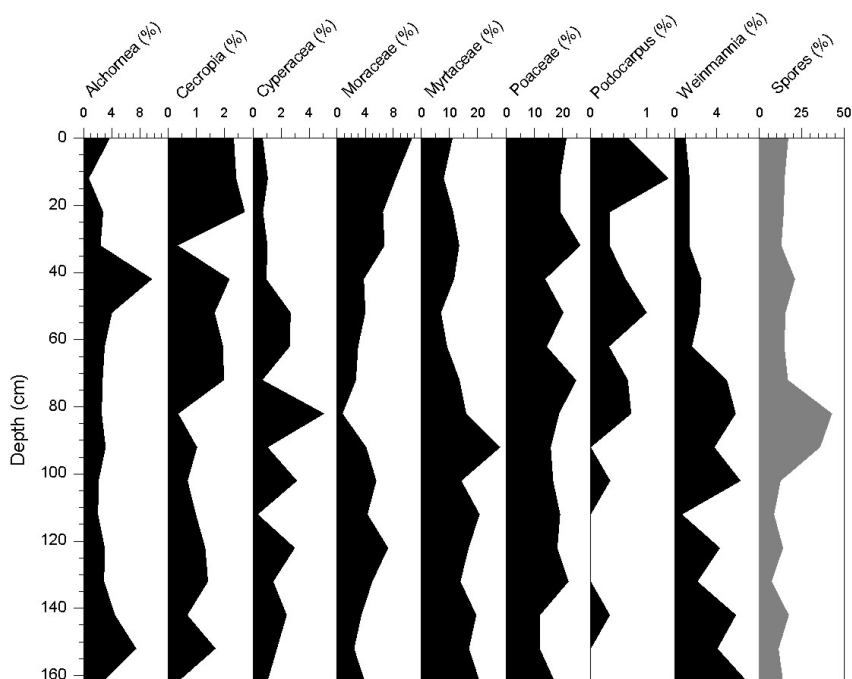 Alchornea (%)
Cecropia (%)
Cyperacea (%)
Moraceae (%)
Myrtaceae (%)
Poaceae (%)
Podocarpus (%)
Weinmannia (%)
Spores (%)
0 4 8 0 1 2 0 2 4 0 4 8 0 10 20 0 10 20 0 1 0 4 0 25 50
0
20
40
60
80
100
120
140
160
Depth (cm)